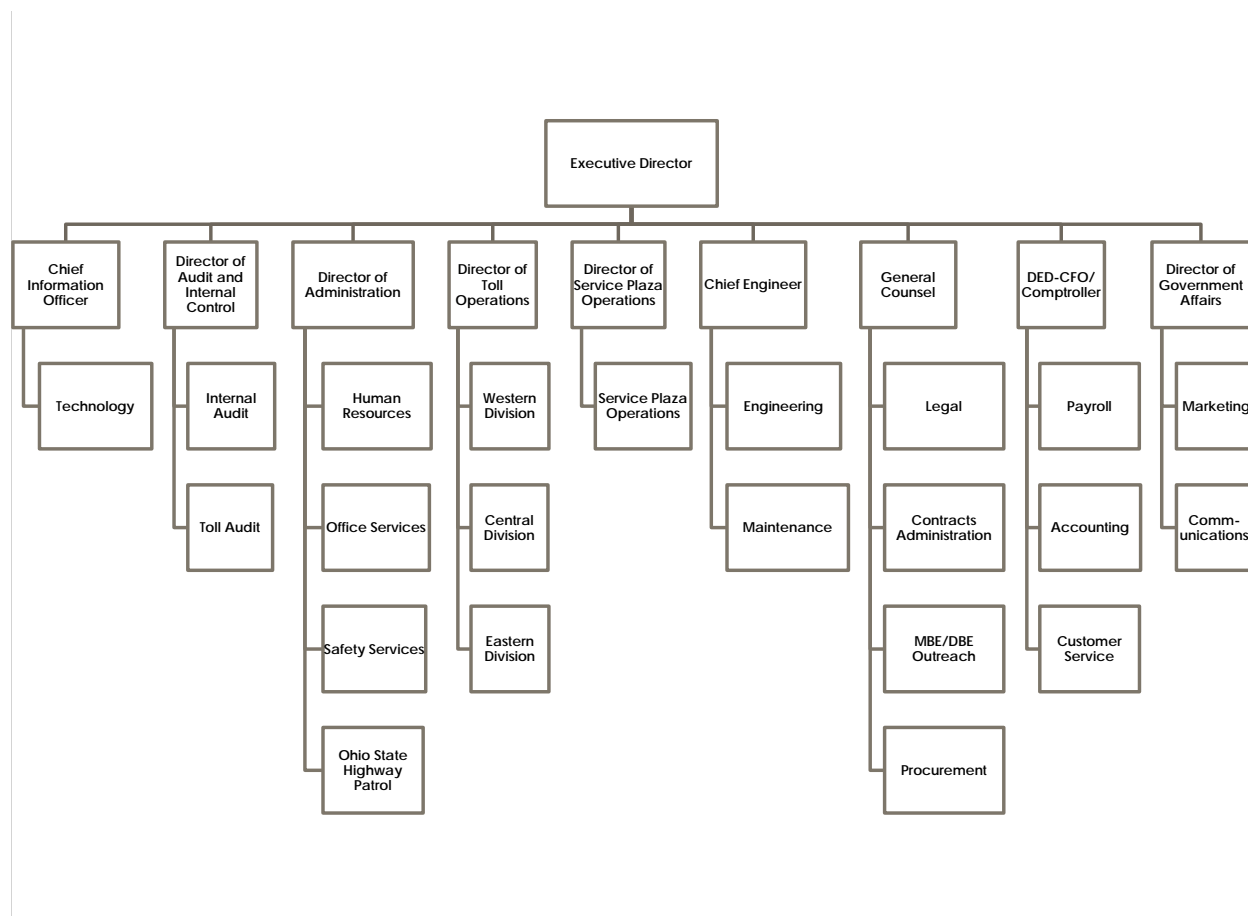 Executive Director
Chief
Information
Officer
Director of
Audit and
Internal
Control
Director of
Administration
Director of
Toll
Operations
Director of
Service Plaza
Operations
Chief Engineer
General
Counsel
DED-CFO/
Comptroller
Director of
Government
Affairs
Technology
Internal
Audit
Human
Resources
Western
Division
Service Plaza
Operations
Engineering
Legal
Payroll
Marketing
Toll Audit
Office Services
Central
Division
Maintenance
Contracts
Administration
Accounting
Comm-
unications
Safety Services
Eastern
Division
MBE/DBE
Outreach
Customer
Service
Ohio State
Highway
Patrol
Procurement